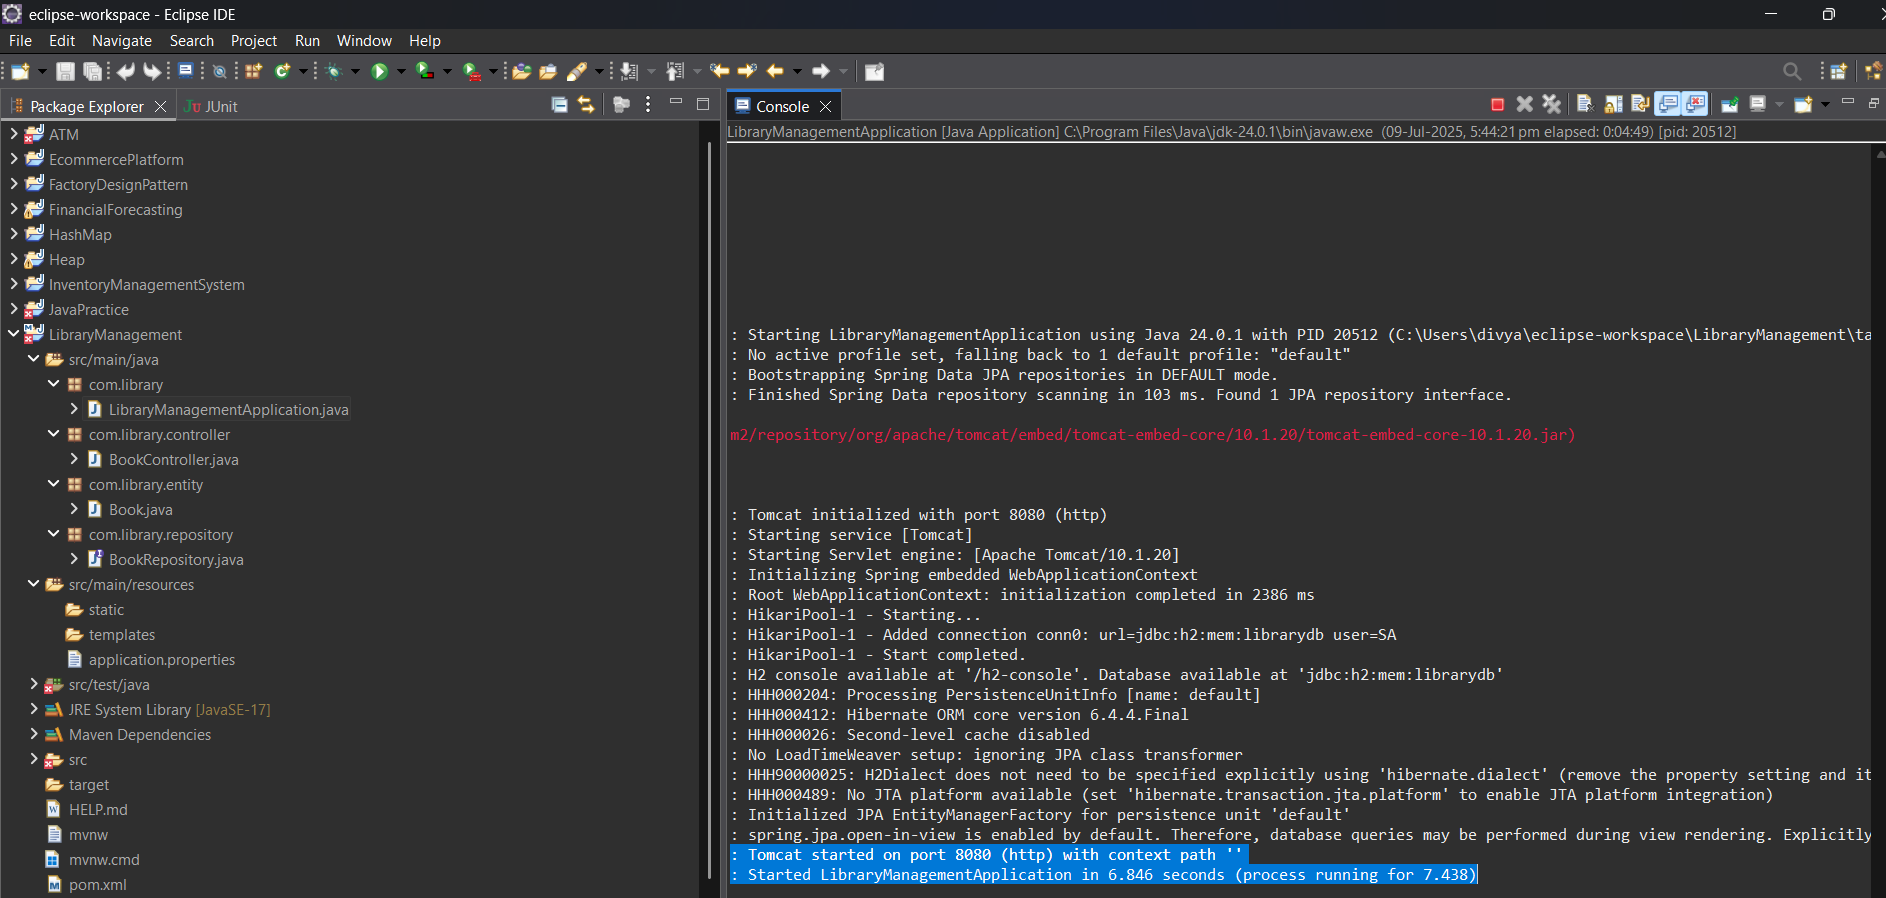 eclipse-workspace - Eclipse IDE
File Edit Navigate Search Project Run Window Help
Package Explorer
JUnit
ATM
EcommercePlatform
FactoryDesignPattern
FinancialForecasting
HashMap
Heap
InventoryManagementSystem
JavaPractice
LibraryManagement
src/main/java
com.library
LibraryManagementApplication.java
com.library.controller
BookController.java
com.library.entity
Book.java
com.library.repository
BookRepository.java
src/main/resources
static
templates
application.properties
src/test/java
JRE System Library [JavaSE-17]
Maven Dependencies
src
target
HELP.md
mvnw
mvnw.cmd
pom.xml
Console
LibraryManagementApplication [Java Application] C:\Program Files\Java\jdk-24.0.1\bin\javaw.exe (09-Jul-2025, 5:44:21 pm elapsed: 0:04:49) [pid: 20512]
: Starting LibraryManagementApplication using Java 24.0.1 with PID 20512 (C:\Users\divya\eclipse-workspace\LibraryManagement\ta
: No active profile set, falling back to 1 default profile: "default"
: Bootstrapping Spring Data JPA repositories in DEFAULT mode.
: Finished Spring Data repository scanning in 103 ms. Found 1 JPA repository interface.
m2/repository/org/apache/tomcat/embed/tomcat-embed-core/10.1.20/tomcat-embed-core-10.1.20.jar)
: Tomcat initialized with port 8080 (http)
: Starting service [Tomcat]
: Starting Servlet engine: [Apache Tomcat/10.1.20]
: Initializing Spring embedded WebApplicationContext
: Root WebApplicationContext: initialization completed in 2386 ms
: HikariPool-1 - Starting...
: HikariPool-1 - Added connection conn0: url=jdbc:h2:mem:librarydb user=SA
: HikariPool-1 - Start completed.
: H2 console available at '/h2-console'. Database available at 'jdbc:h2:mem:librarydb'
: HHH000204: Processing PersistenceUnitInfo [name: default]
: HHH000412: Hibernate ORM core version 6.4.4.Final
: HHH000026: Second-level cache disabled
: No LoadTimeWeaver setup: ignoring JPA class transformer
: HHH90000025: H2Dialect does not need to be specified explicitly using 'hibernate.dialect' (remove the property setting and it
: HHH000489: No JTA platform available (set 'hibernate.transaction.jta.platform' to enable JTA platform integration)
: Initialized JPA EntityManagerFactory for persistence unit 'default'
: spring.jpa.open-in-view is enabled by default. Therefore, database queries may be performed during view rendering. Explicitly
: Tomcat started on port 8080 (http) with context path ''
: Started LibraryManagementApplication in 6.846 seconds (process running for 7.438)